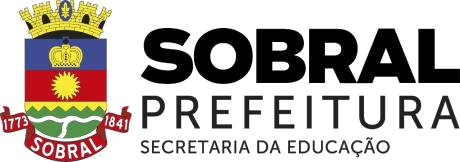 1773 1841
SOBRAL
SOBRAL
PREFEITURA
SECRETARIA DA EDUCAÇÃO